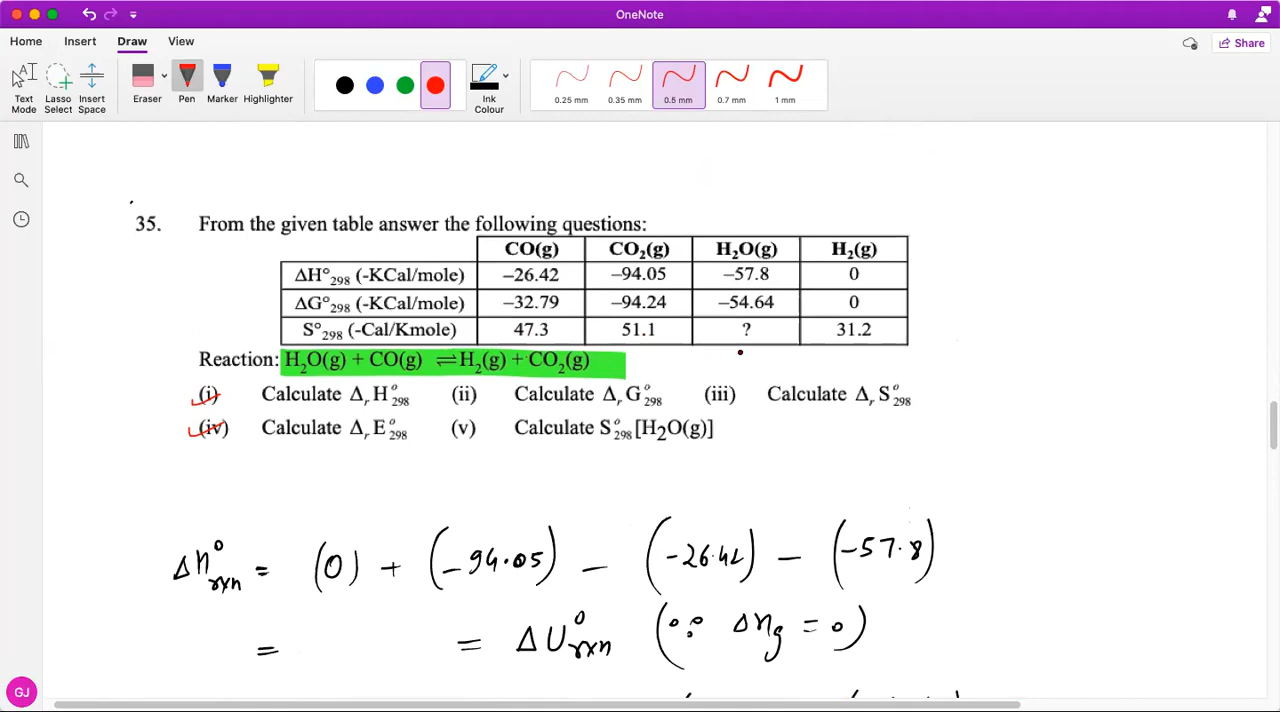 OneNote
Home Insert Draw View
Share
Text Mode
Lasso Select
Insert Space
Eraser
Pen
Marker
Highlighter
Ink Colour
0.25 mm
0.35 mm
0.5 mm
0.7 mm
1 mm
35. From the given table answer the following questions:
CO(g) CO₂(g) H₂O(g) H₂(g)
ΔH°₂₉₈ (-KCal/mole) –26.42 –94.05 –57.8 0
ΔG°₂₉₈ (-KCal/mole) –32.79 –94.24 –54.64 0
S°₂₉₈ (-Cal/Kmole) 47.3 51.1 ? 31.2
Reaction: H₂O(g) + CO(g) ⇌ H₂(g) + CO₂(g)
(i) Calculate Δ_r H°₂₉₈ (ii) Calculate Δ_r G°₂₉₈ (iii) Calculate Δ_r S°₂₉₈
(iv) Calculate Δ_r E°₂₉₈ (v) Calculate S°₂₉₈ [H₂O(g)]
ΔH°rxn = (0) + (–94.05) – (–26.42) – (–57.8)
= = ΔU°rxn (∵ Δng = 0)
GJ